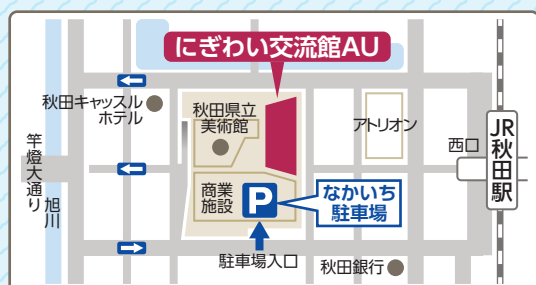 にぎわい交流館AU
秋田キャッスル
ホテル
秋田県立
美術館
アトリオン
西口
JR
秋田駅
竿燈大通り
旭川
商業
施設
P
なかいち
駐車場
駐車場入口
秋田銀行